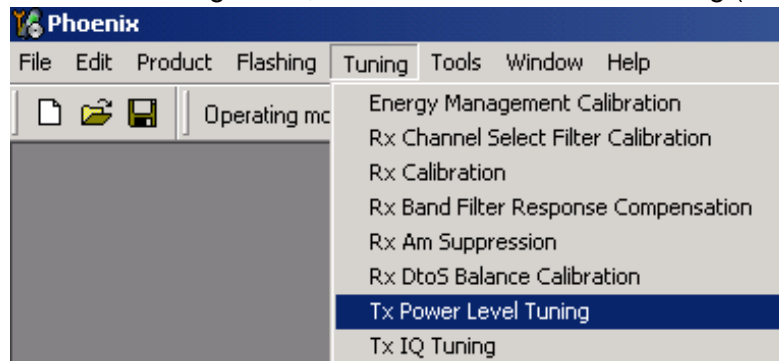 Phoenix
File Edit Product Flashing Tuning Tools Window Help
Operating mo
Energy Management Calibration
Rx Channel Select Filter Calibration
Rx Calibration
Rx Band Filter Response Compensation
Rx Am Suppression
Rx DtoS Balance Calibration
Tx Power Level Tuning
Tx IQ Tuning